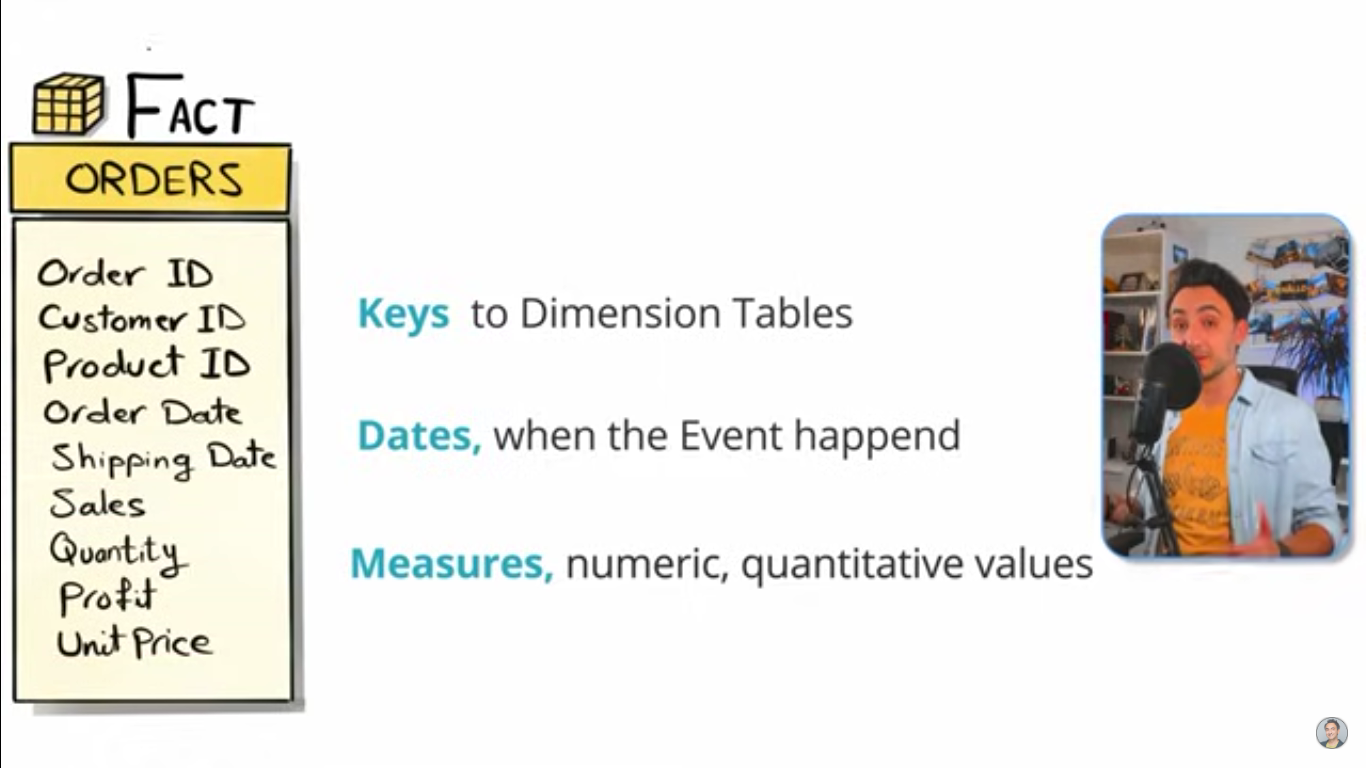 FACT
ORDERS
Order ID
Customer ID
Product ID
Order Date
Shipping Date
Sales
Quantity
Profit
Unit Price
Keys to Dimension Tables
Dates, when the Event happend
Measures, numeric, quantitative values